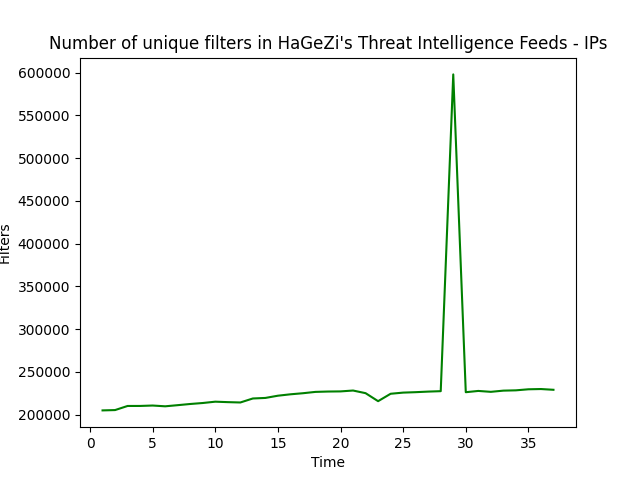 Number of unique filters in HaGeZi's Threat Intelligence Feeds - IPs
600000
550000
500000
450000
400000
350000
300000
250000
200000
Filters
0 5 10 15 20 25 30 35
Time